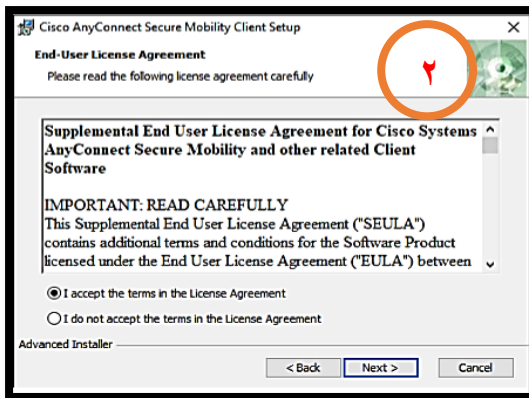 Cisco AnyConnect Secure Mobility Client Setup
End-User License Agreement
Please read the following license agreement carefully
۲
Supplemental End User License Agreement for Cisco Systems
AnyConnect Secure Mobility and other related Client
Software
IMPORTANT: READ CAREFULLY
This Supplemental End User License Agreement ("SEULA")
contains additional terms and conditions for the Software Product
licensed under the End User License Agreement ("EULA") between
I accept the terms in the License Agreement
I do not accept the terms in the License Agreement
Advanced Installer
< Back Next > Cancel